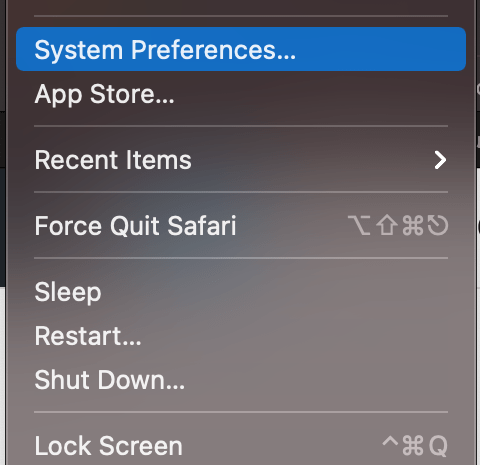 System Preferences...
App Store...
Recent Items
Force Quit Safari ⌥⇧⌘⎋
Sleep
Restart...
Shut Down...
Lock Screen ^⌘Q